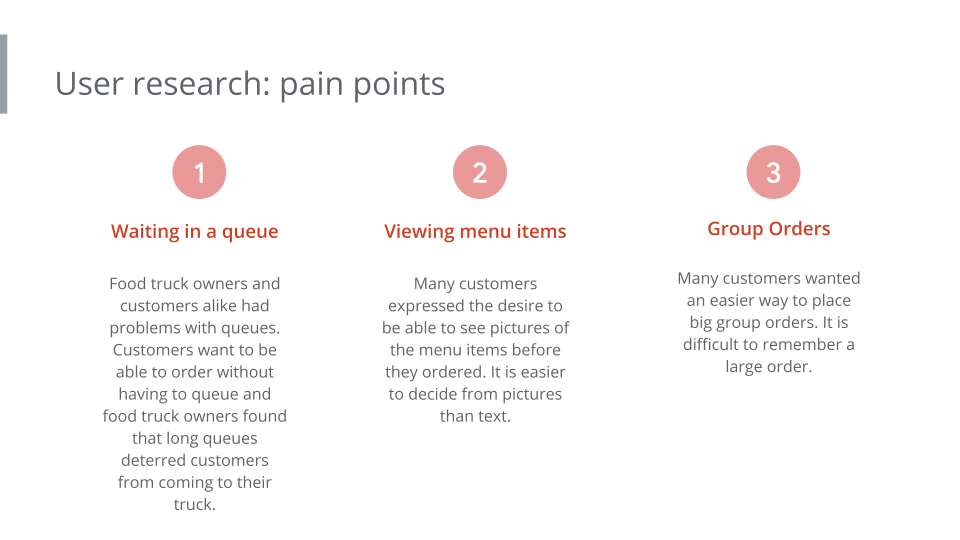 User research: pain points
1
Waiting in a queue
Food truck owners and
customers alike had
problems with queues.
Customers want to be
able to order without
having to queue and
food truck owners found
that long queues
deterred customers
from coming to their
truck.
2
Viewing menu items
Many customers
expressed the desire to
be able to see pictures of
the menu items before
they ordered. It is easier
to decide from pictures
than text.
3
Group Orders
Many customers wanted
an easier way to place
big group orders. It is
difficult to remember a
large order.